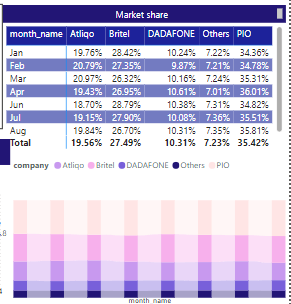 Market share
month_name Atliqo Britel DADAFONE Others PIO
Jan 19.76% 28.42% 10.24% 7.22% 34.36%
Feb 20.79% 27.35% 9.87% 7.21% 34.78%
Mar 20.97% 26.32% 10.16% 7.24% 35.31%
Apr 19.43% 26.95% 10.61% 7.01% 36.01%
Jun 18.70% 28.79% 10.38% 7.31% 34.82%
Jul 19.15% 27.90% 10.08% 7.36% 35.51%
Aug 19.84% 26.70% 10.31% 7.35% 35.81%
Total 19.56% 27.49% 10.31% 7.23% 35.42%
company Atliqo Britel DADAFONE Others PIO
month_name